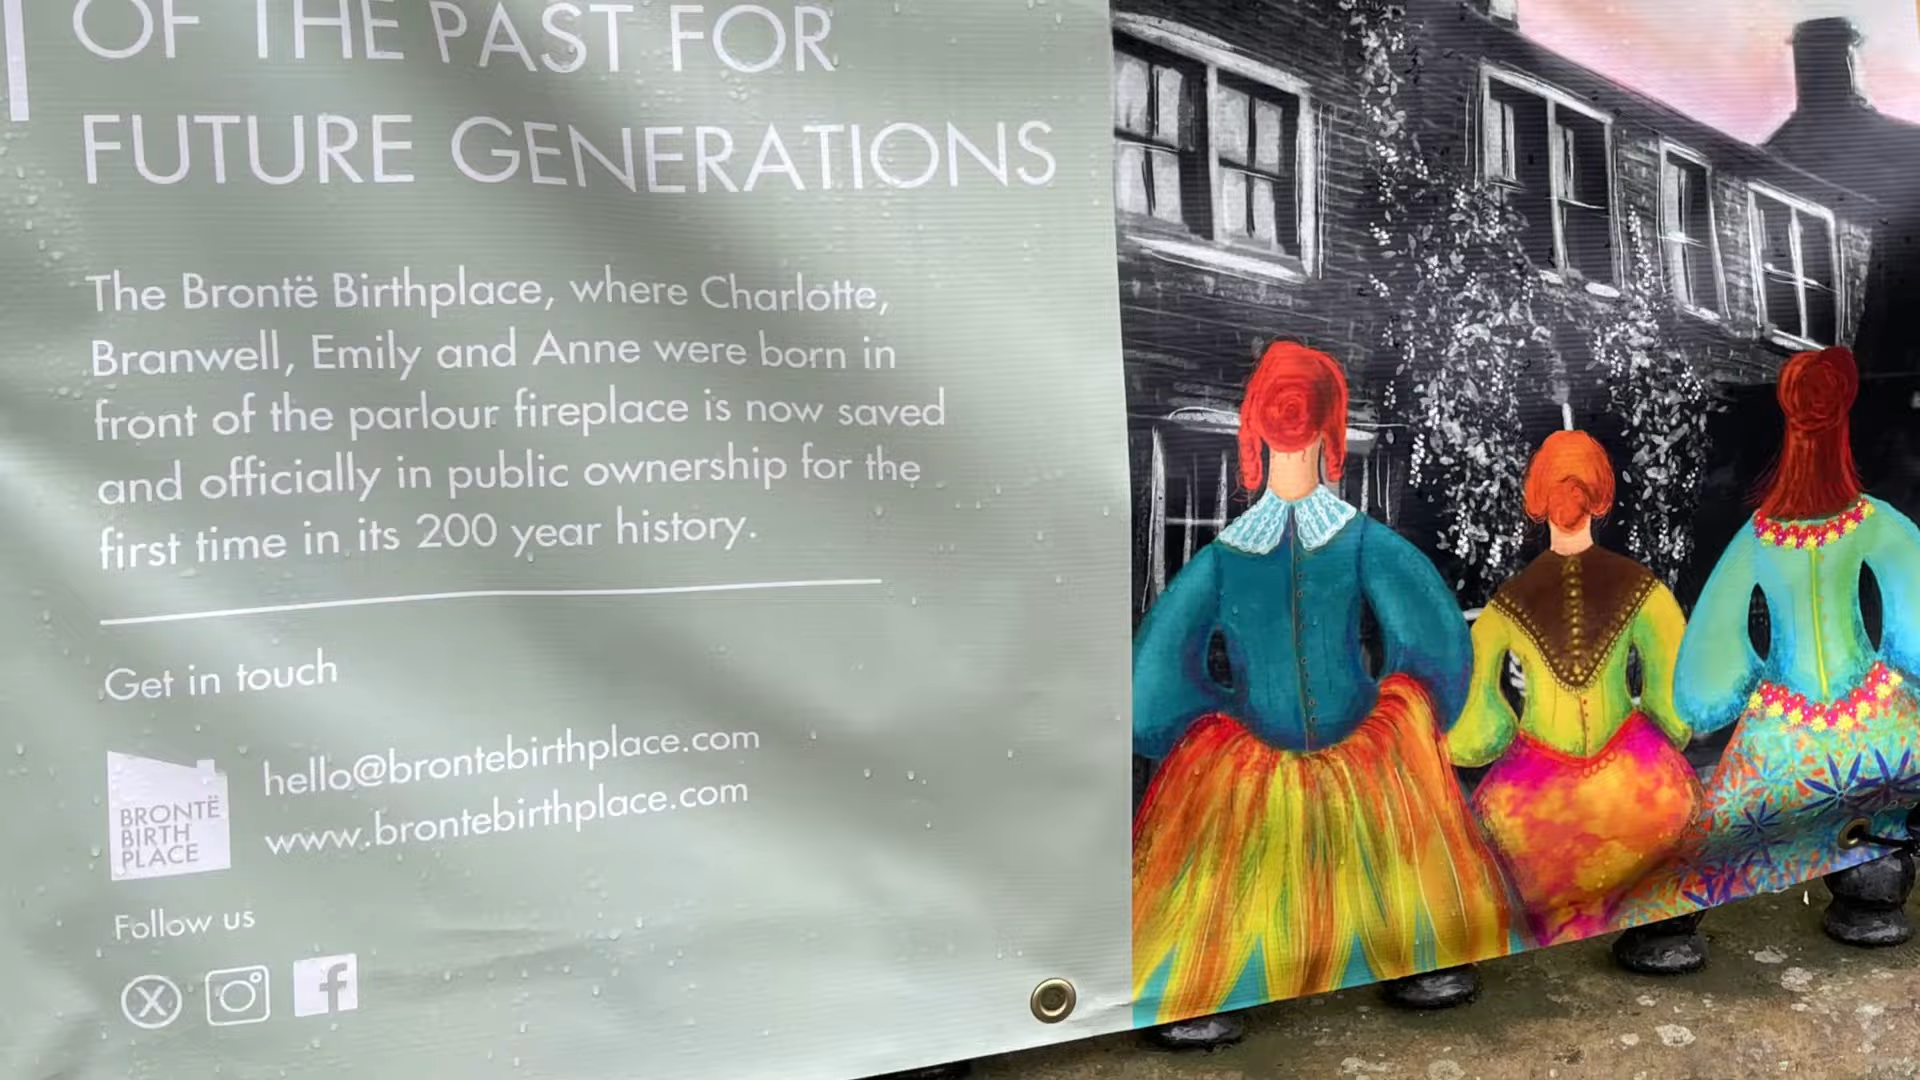 OF THE PAST FOR
FUTURE GENERATIONS
The Brontë Birthplace, where Charlotte,
Branwell, Emily and Anne were born in
front of the parlour fireplace is now saved
and officially in public ownership for the
first time in its 200 year history.
Get in touch
hello@brontebirthplace.com
www.brontebirthplace.com
BRONTË
BIRTH
PLACE
Follow us